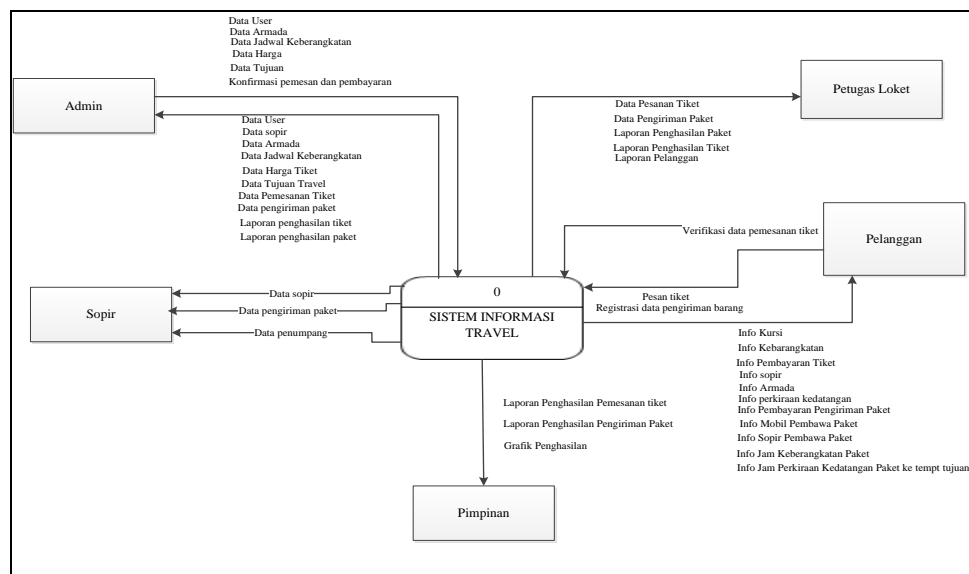 Data User
Data Armada
Data Jadwal Keberangkatan
Data Harga
Data Tujuan
Konfirmasi pemesan dan pembayaran
Admin
Data User
Data sopir
Data Armada
Data Jadwal Keberangkatan
Data Harga Tiket
Data Tujuan Travel
Data Pemesanan Tiket
Data pengiriman paket
Laporan penghasilan tiket
Laporan penghasilan paket
Petugas Loket
Data Pesanan Tiket
Data Pengiriman Paket
Laporan Penghasilan Paket
Laporan Penghasilan Tiket
Laporan Pelanggan
Verifikasi data pemesanan tiket
Pelanggan
Pesan tiket
Registrasi data pengiriman barang
0
SISTEM INFORMASI
TRAVEL
Sopir
Data sopir
Data pengiriman paket
Data penumpang
Info Kursi
Info Kebarangkatan
Info Pembayaran Tiket
Info sopir
Info Armada
Info perkiraan kedatangan
Info Pembayaran Pengiriman Paket
Info Mobil Pembawa Paket
Info Sopir Pembawa Paket
Info Jam Keberangkatan Paket
Info Jam Perkiraan Kedatangan Paket ke tempt tujuan
Laporan Penghasilan Pemesanan tiket
Laporan Penghasilan Pengiriman Paket
Grafik Penghasilan
Pimpinan